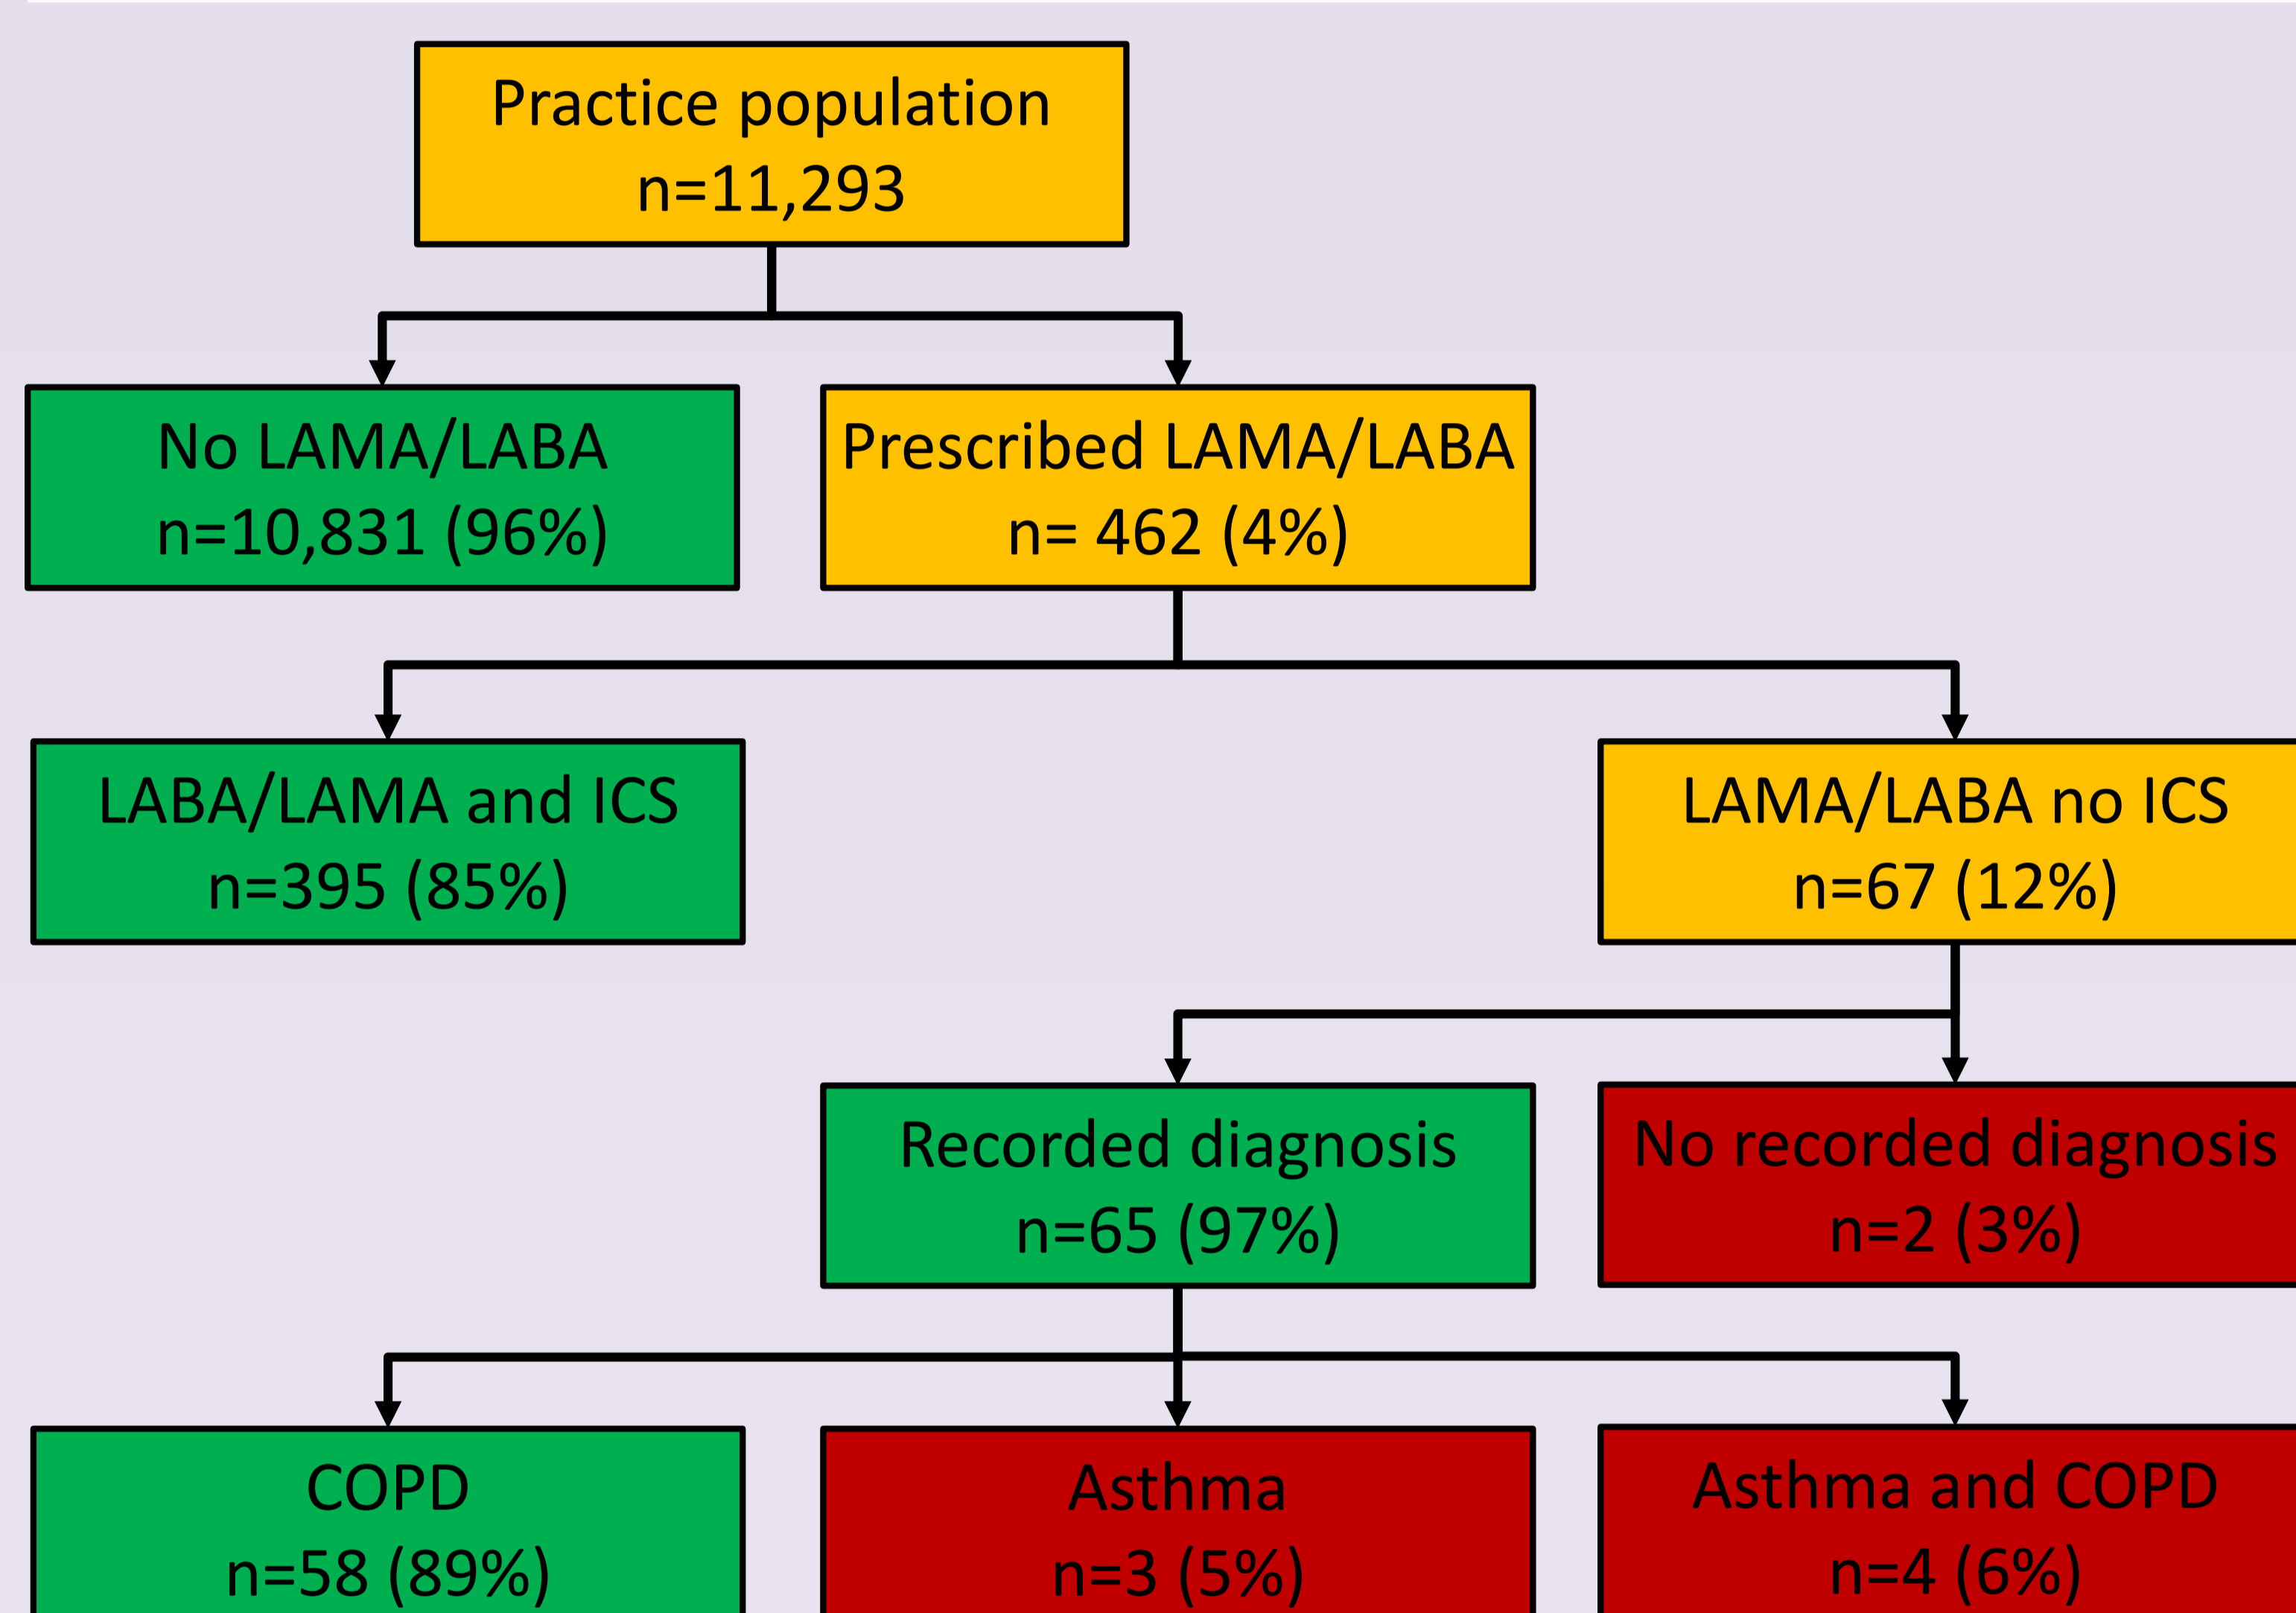 Practice population
n=11,293
No LAMA/LABA
n=10,831 (96%)
Prescribed LAMA/LABA
n= 462 (4%)
LABA/LAMA and ICS
n=395 (85%)
LAMA/LABA no ICS
n=67 (12%)
Recorded diagnosis
n=65 (97%)
No recorded diagnosis
n=2 (3%)
COPD
n=58 (89%)
Asthma
n=3 (5%)
Asthma and COPD
n=4 (6%)